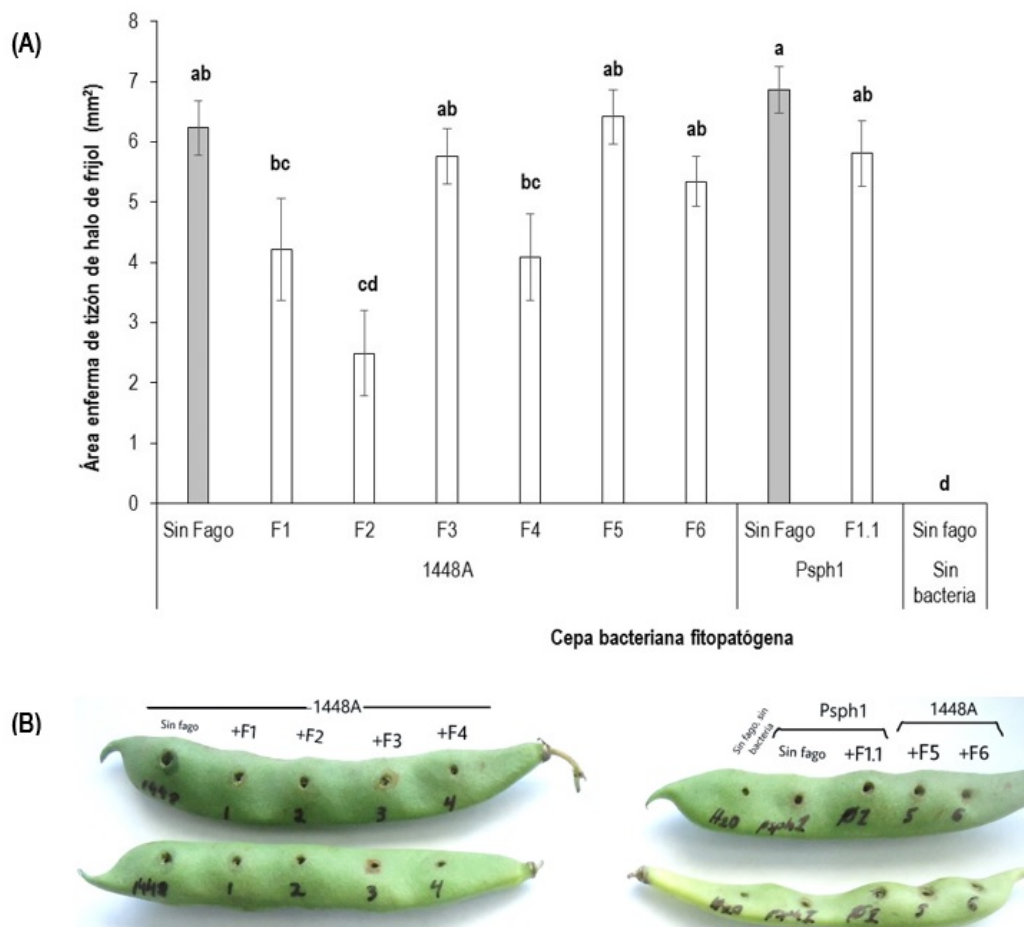 (A)
Área enferma de tizón de halo de frijol (mm²)
8
7
6
5
4
3
2
1
0
ab
bc
cd
ab
bc
ab
ab
a
ab
d
Sin Fago F1 F2 F3 F4 F5 F6 Sin Fago F1.1 Sin fago
1448A Psph1 Sin
bacteria
Cepa bacteriana fitopatógena
(B)
1448A
Sin fago +F1 +F2 +F3 +F4
1448 1 2 3 4
1448 1 2 3 4
Sin fago, sin
bacteria
Psph1 1448A
Sin fago +F1.1 +F5 +F6
H2O psph1 5 6
H2O 5 6